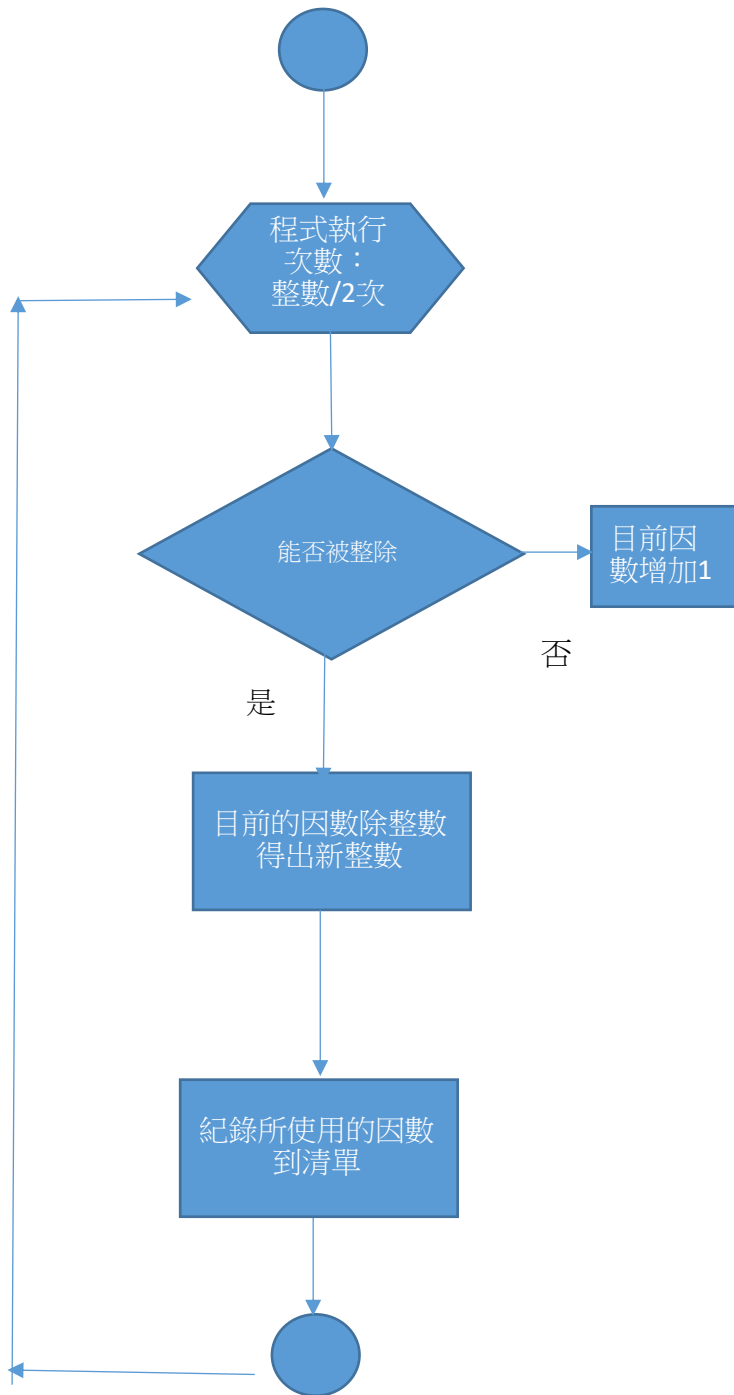 程式執行
次數：
整數/2次
能否被整除
目前因
數增加1
否
是
目前的因數除整數
得出新整數
紀錄所使用的因數
到清單